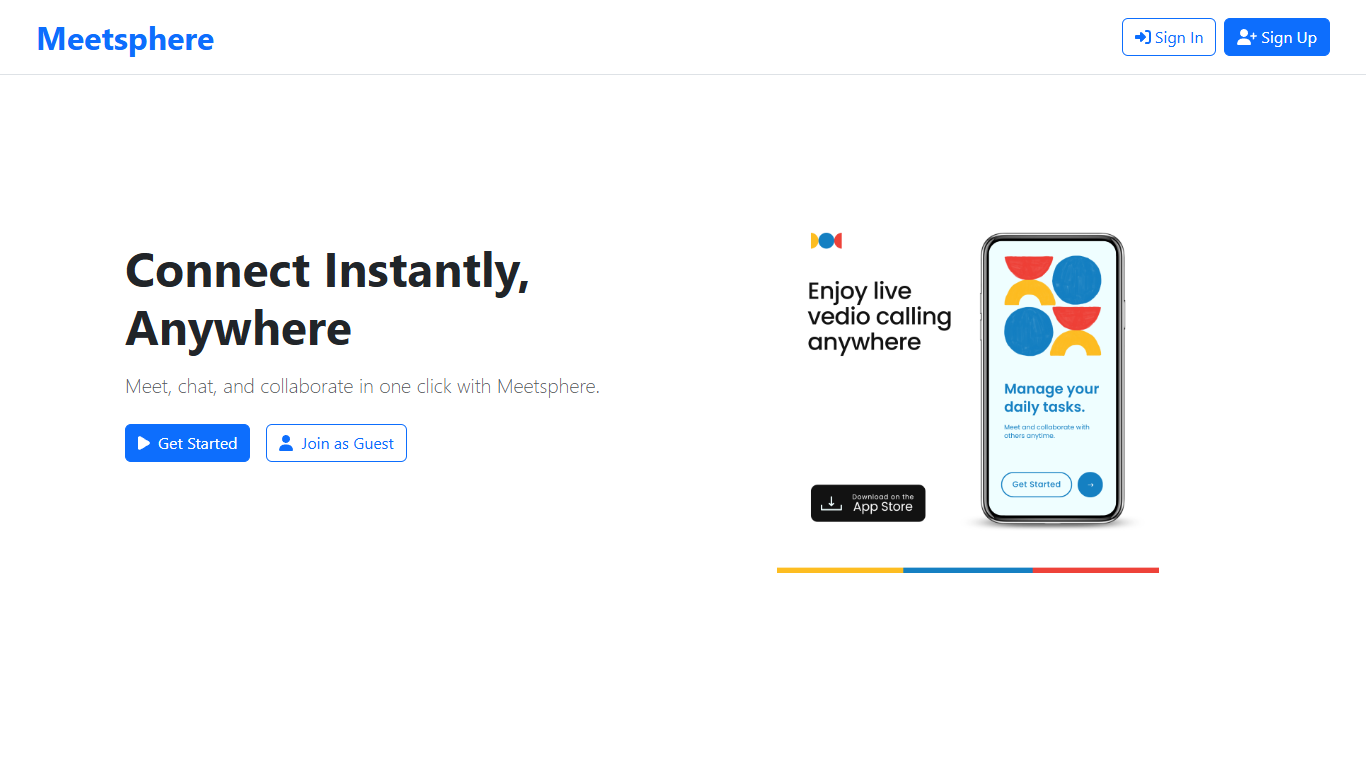 Meetsphere
Sign In
Sign Up
Connect Instantly,
Anywhere
Meet, chat, and collaborate in one click with Meetsphere.
Get Started
Join as Guest
Enjoy live
vedio calling
anywhere
Download on the
App Store
Manage your
daily tasks.
Meet and collaborate with
others anytime.
Get Started